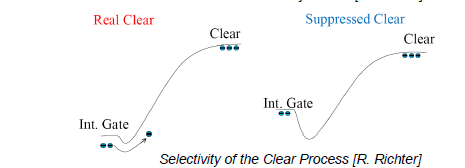 Real Clear
Suppressed Clear
Clear
Int. Gate
Clear
Int. Gate
Selectivity of the Clear Process [R. Richter]